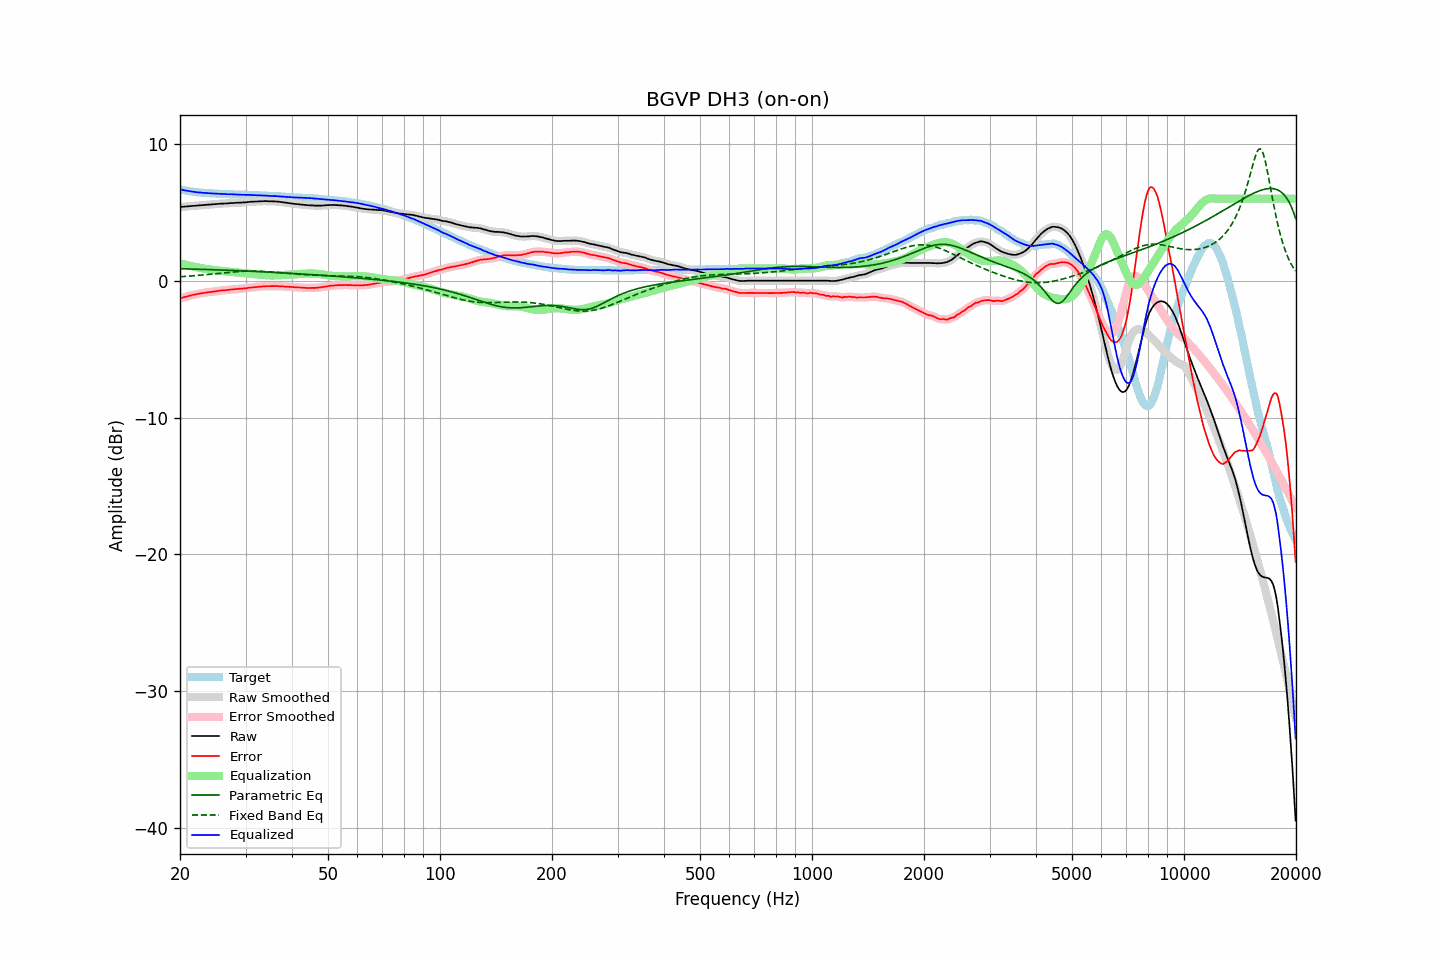 BGVP DH3 (on-on)
Amplitude (dBr)
10
0
−10
−20
−30
−40
Target
Raw Smoothed
Error Smoothed
Raw
Error
Equalization
Parametric Eq
Fixed Band Eq
Equalized
20 50 100 200 500 1000 2000 5000 10000 20000
Frequency (Hz)